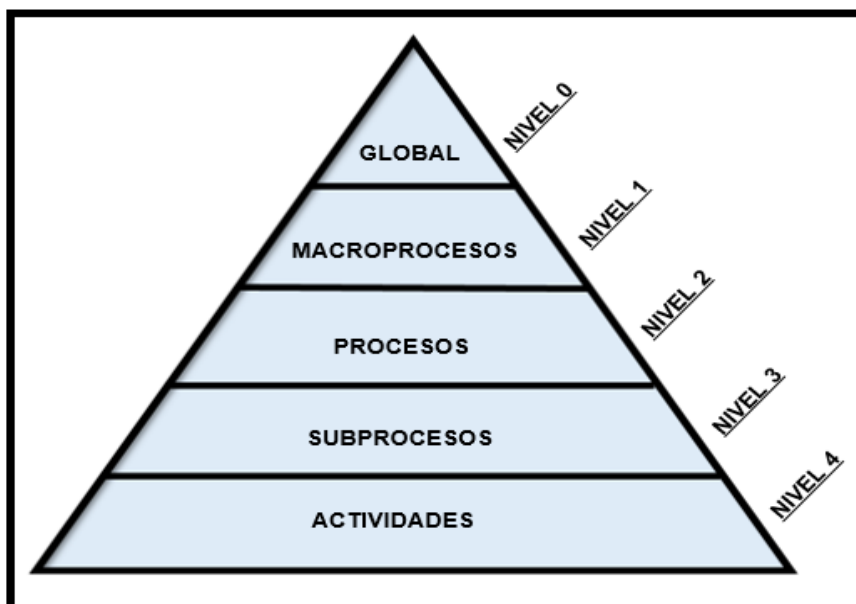 GLOBAL
NIVEL 0
MACROPROCESOS
NIVEL 1
PROCESOS
NIVEL 2
SUBPROCESOS
NIVEL 3
ACTIVIDADES
NIVEL 4